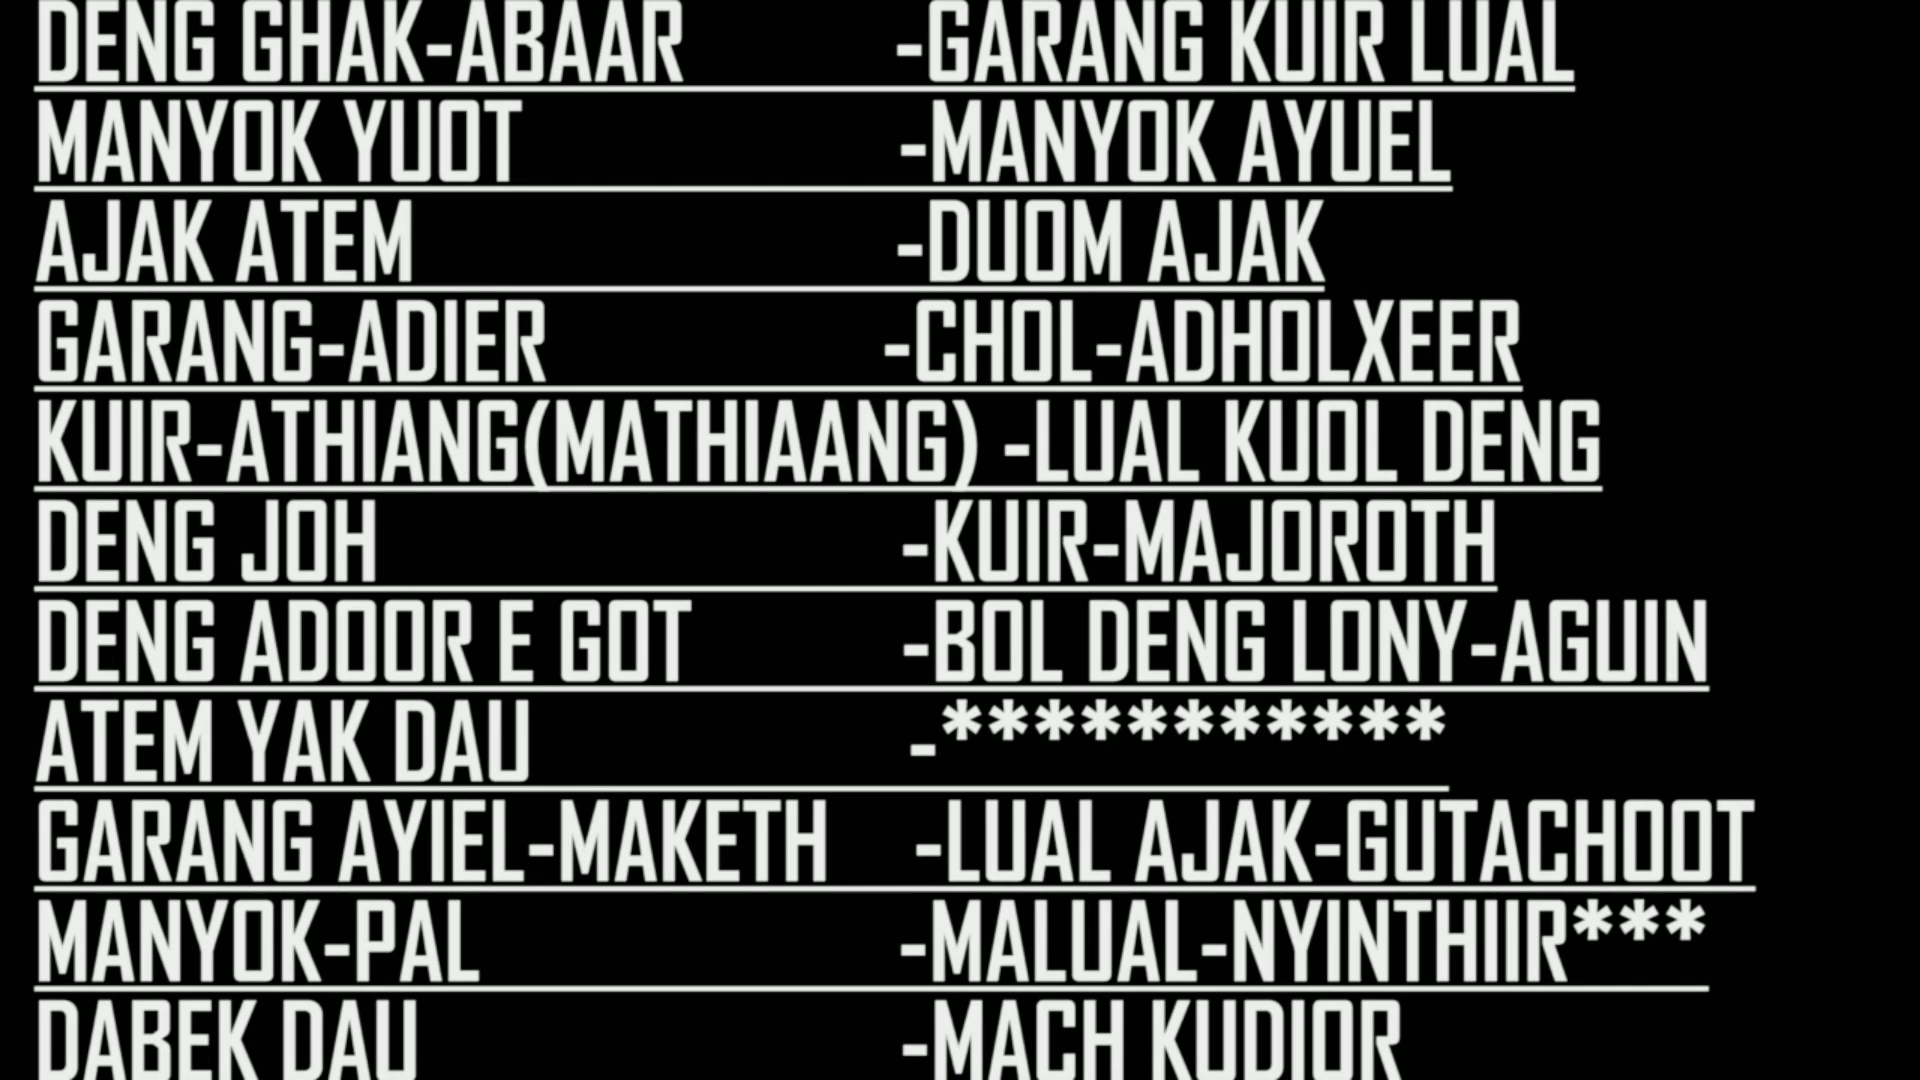 DENG GHAK-ABAAR -GARANG KUIR LUAL
MANYOK YUOT -MANYOK AYUEL
AJAK ATEM -DUOM AJAK
GARANG-ADIER -CHOL-ADHOLXEER
KUIR-ATHIANG(MATHIAANG) -LUAL KUOL DENG
DENG JOH -KUIR-MAJOROTH
DENG ADOOR E GOT -BOL DENG LONY-AGUIN
ATEM YAK DAU -***********
GARANG AYIEL-MAKETH -LUAL AJAK-GUTACHOOT
MANYOK-PAL -MALUAL-NYINTHIIR***
DABEK DAU -MACH KUDIOR